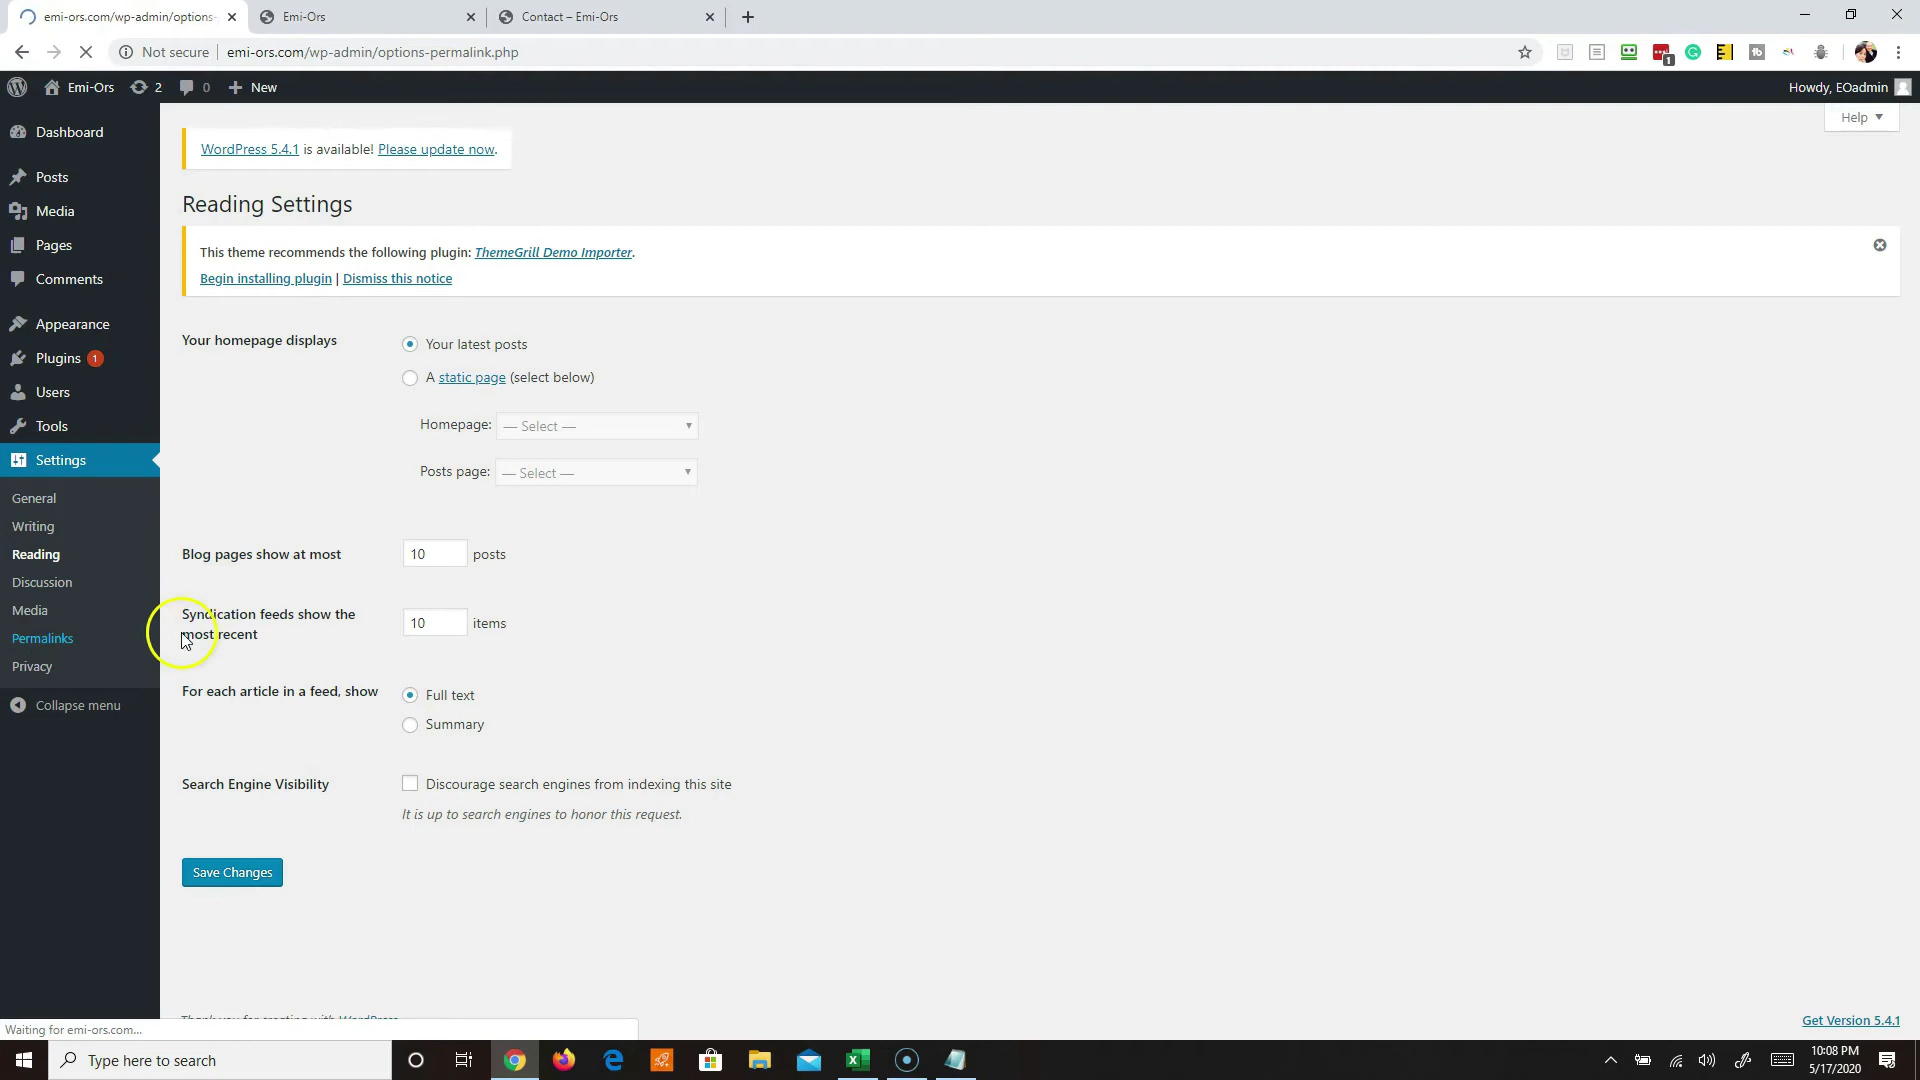 emi-ors.com/wp-admin/options-
Emi-Ors
Contact – Emi-Ors
Not secure
emi-ors.com/wp-admin/options-permalink.php
1
Emi-Ors
2
0
New
Howdy, EOadmin
Help
Dashboard
Posts
Media
Pages
Comments
Appearance
Plugins 1
Users
Tools
Settings
General
Writing
Reading
Discussion
Media
Permalinks
Privacy
Collapse menu
WordPress 5.4.1 is available! Please update now.
Reading Settings
This theme recommends the following plugin: ThemeGrill Demo Importer.
Begin installing plugin | Dismiss this notice
Your homepage displays
Your latest posts
A static page (select below)
Homepage: — Select —
Posts page: — Select —
Blog pages show at most
10 posts
Syndication feeds show the
most recent
10 items
For each article in a feed, show
Full text
Summary
Search Engine Visibility
Discourage search engines from indexing this site
It is up to search engines to honor this request.
Save Changes
Thank you for creating with WordPress.
Get Version 5.4.1
Waiting for emi-ors.com...
Type here to search
10:08 PM
5/17/2020